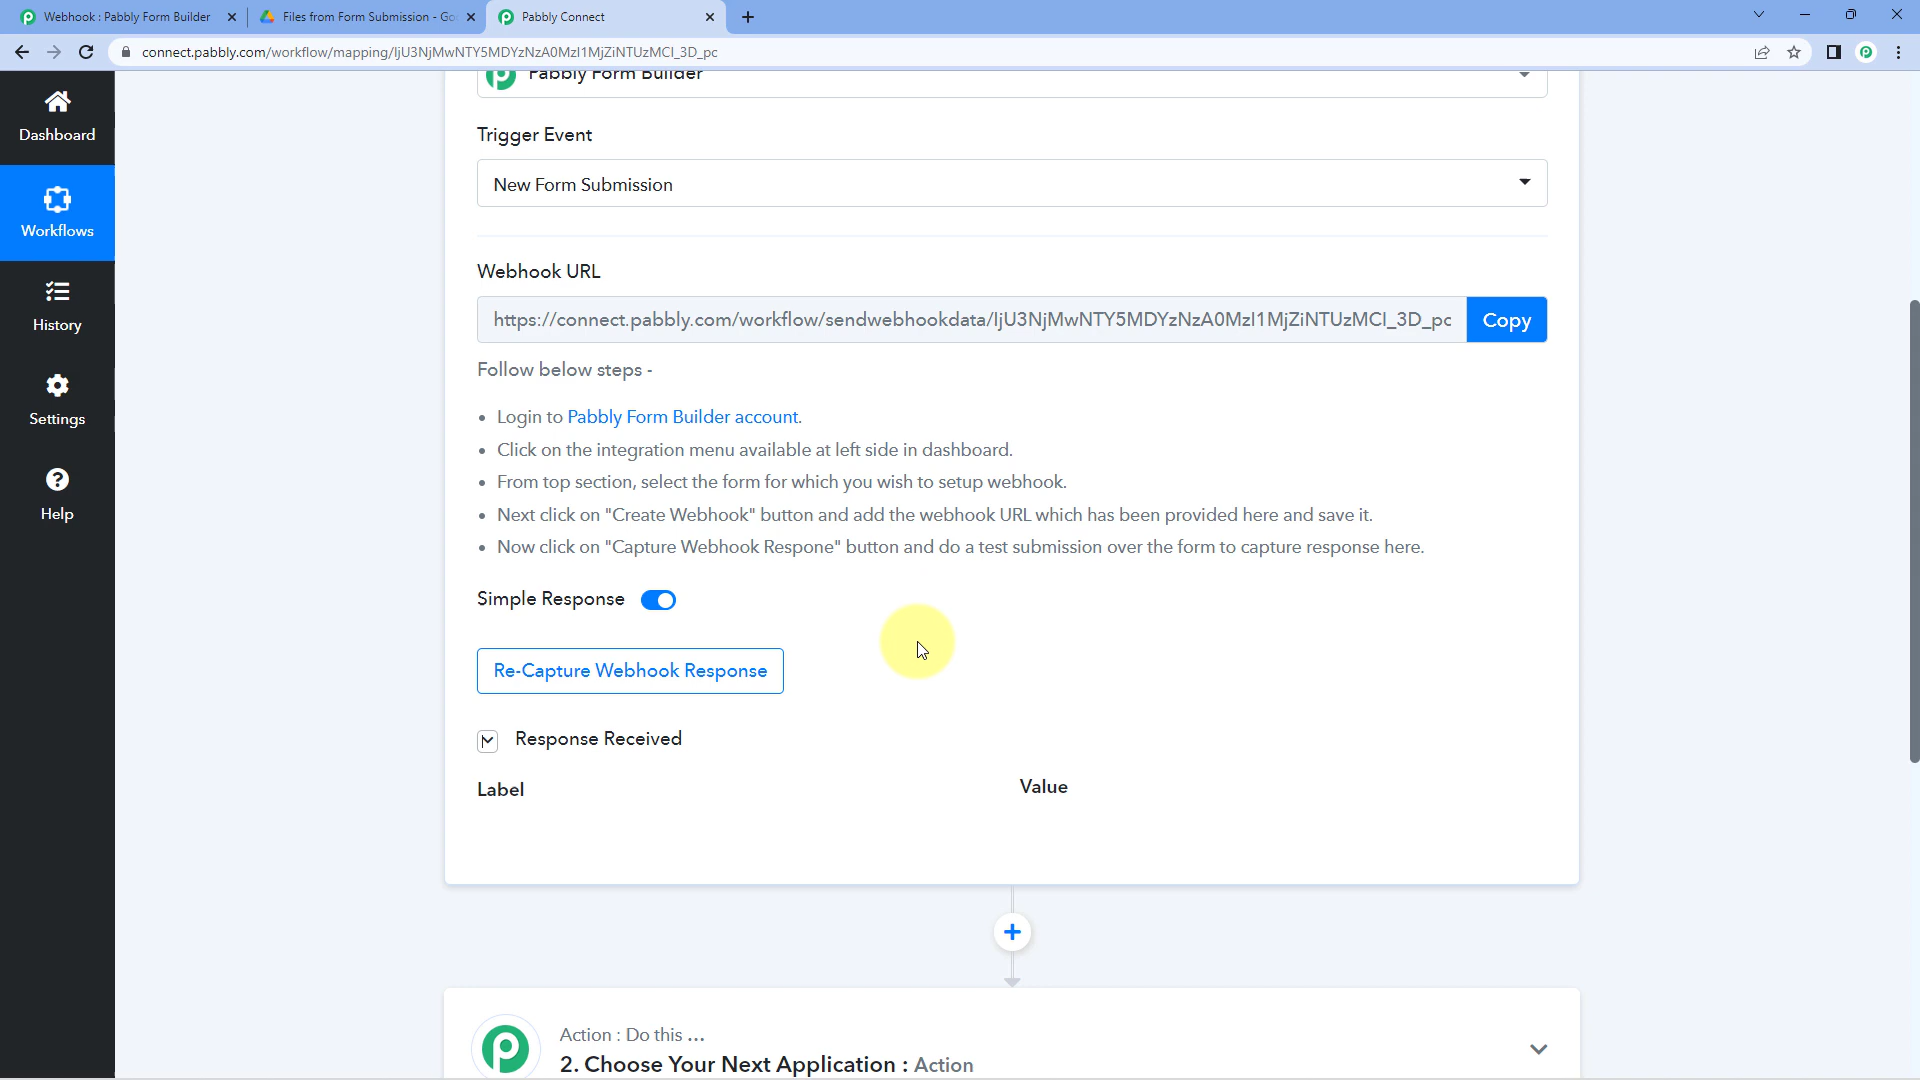 Webhook : Pabbly Form Builder
Files from Form Submission - Go
Pabbly Connect
connect.pabbly.com/workflow/mapping/IjU3NjMwNTY5MDYzNzA0MzI1MjZiNTUzMCI_3D_pc
Dashboard
Workflows
History
Settings
Help
Pabbly Form Builder
Trigger Event
New Form Submission
Webhook URL
https://connect.pabbly.com/workflow/sendwebhookdata/IjU3NjMwNTY5MDYzNzA0MzI1MjZiNTUzMCI_3D_pc
Copy
Follow below steps -
• Login to Pabbly Form Builder account.
• Click on the integration menu available at left side in dashboard.
• From top section, select the form for which you wish to setup webhook.
• Next click on "Create Webhook" button and add the webhook URL which has been provided here and save it.
• Now click on "Capture Webhook Respone" button and do a test submission over the form to capture response here.
Simple Response
Re-Capture Webhook Response
Response Received
Label
Value
Action : Do this ...
2. Choose Your Next Application : Action